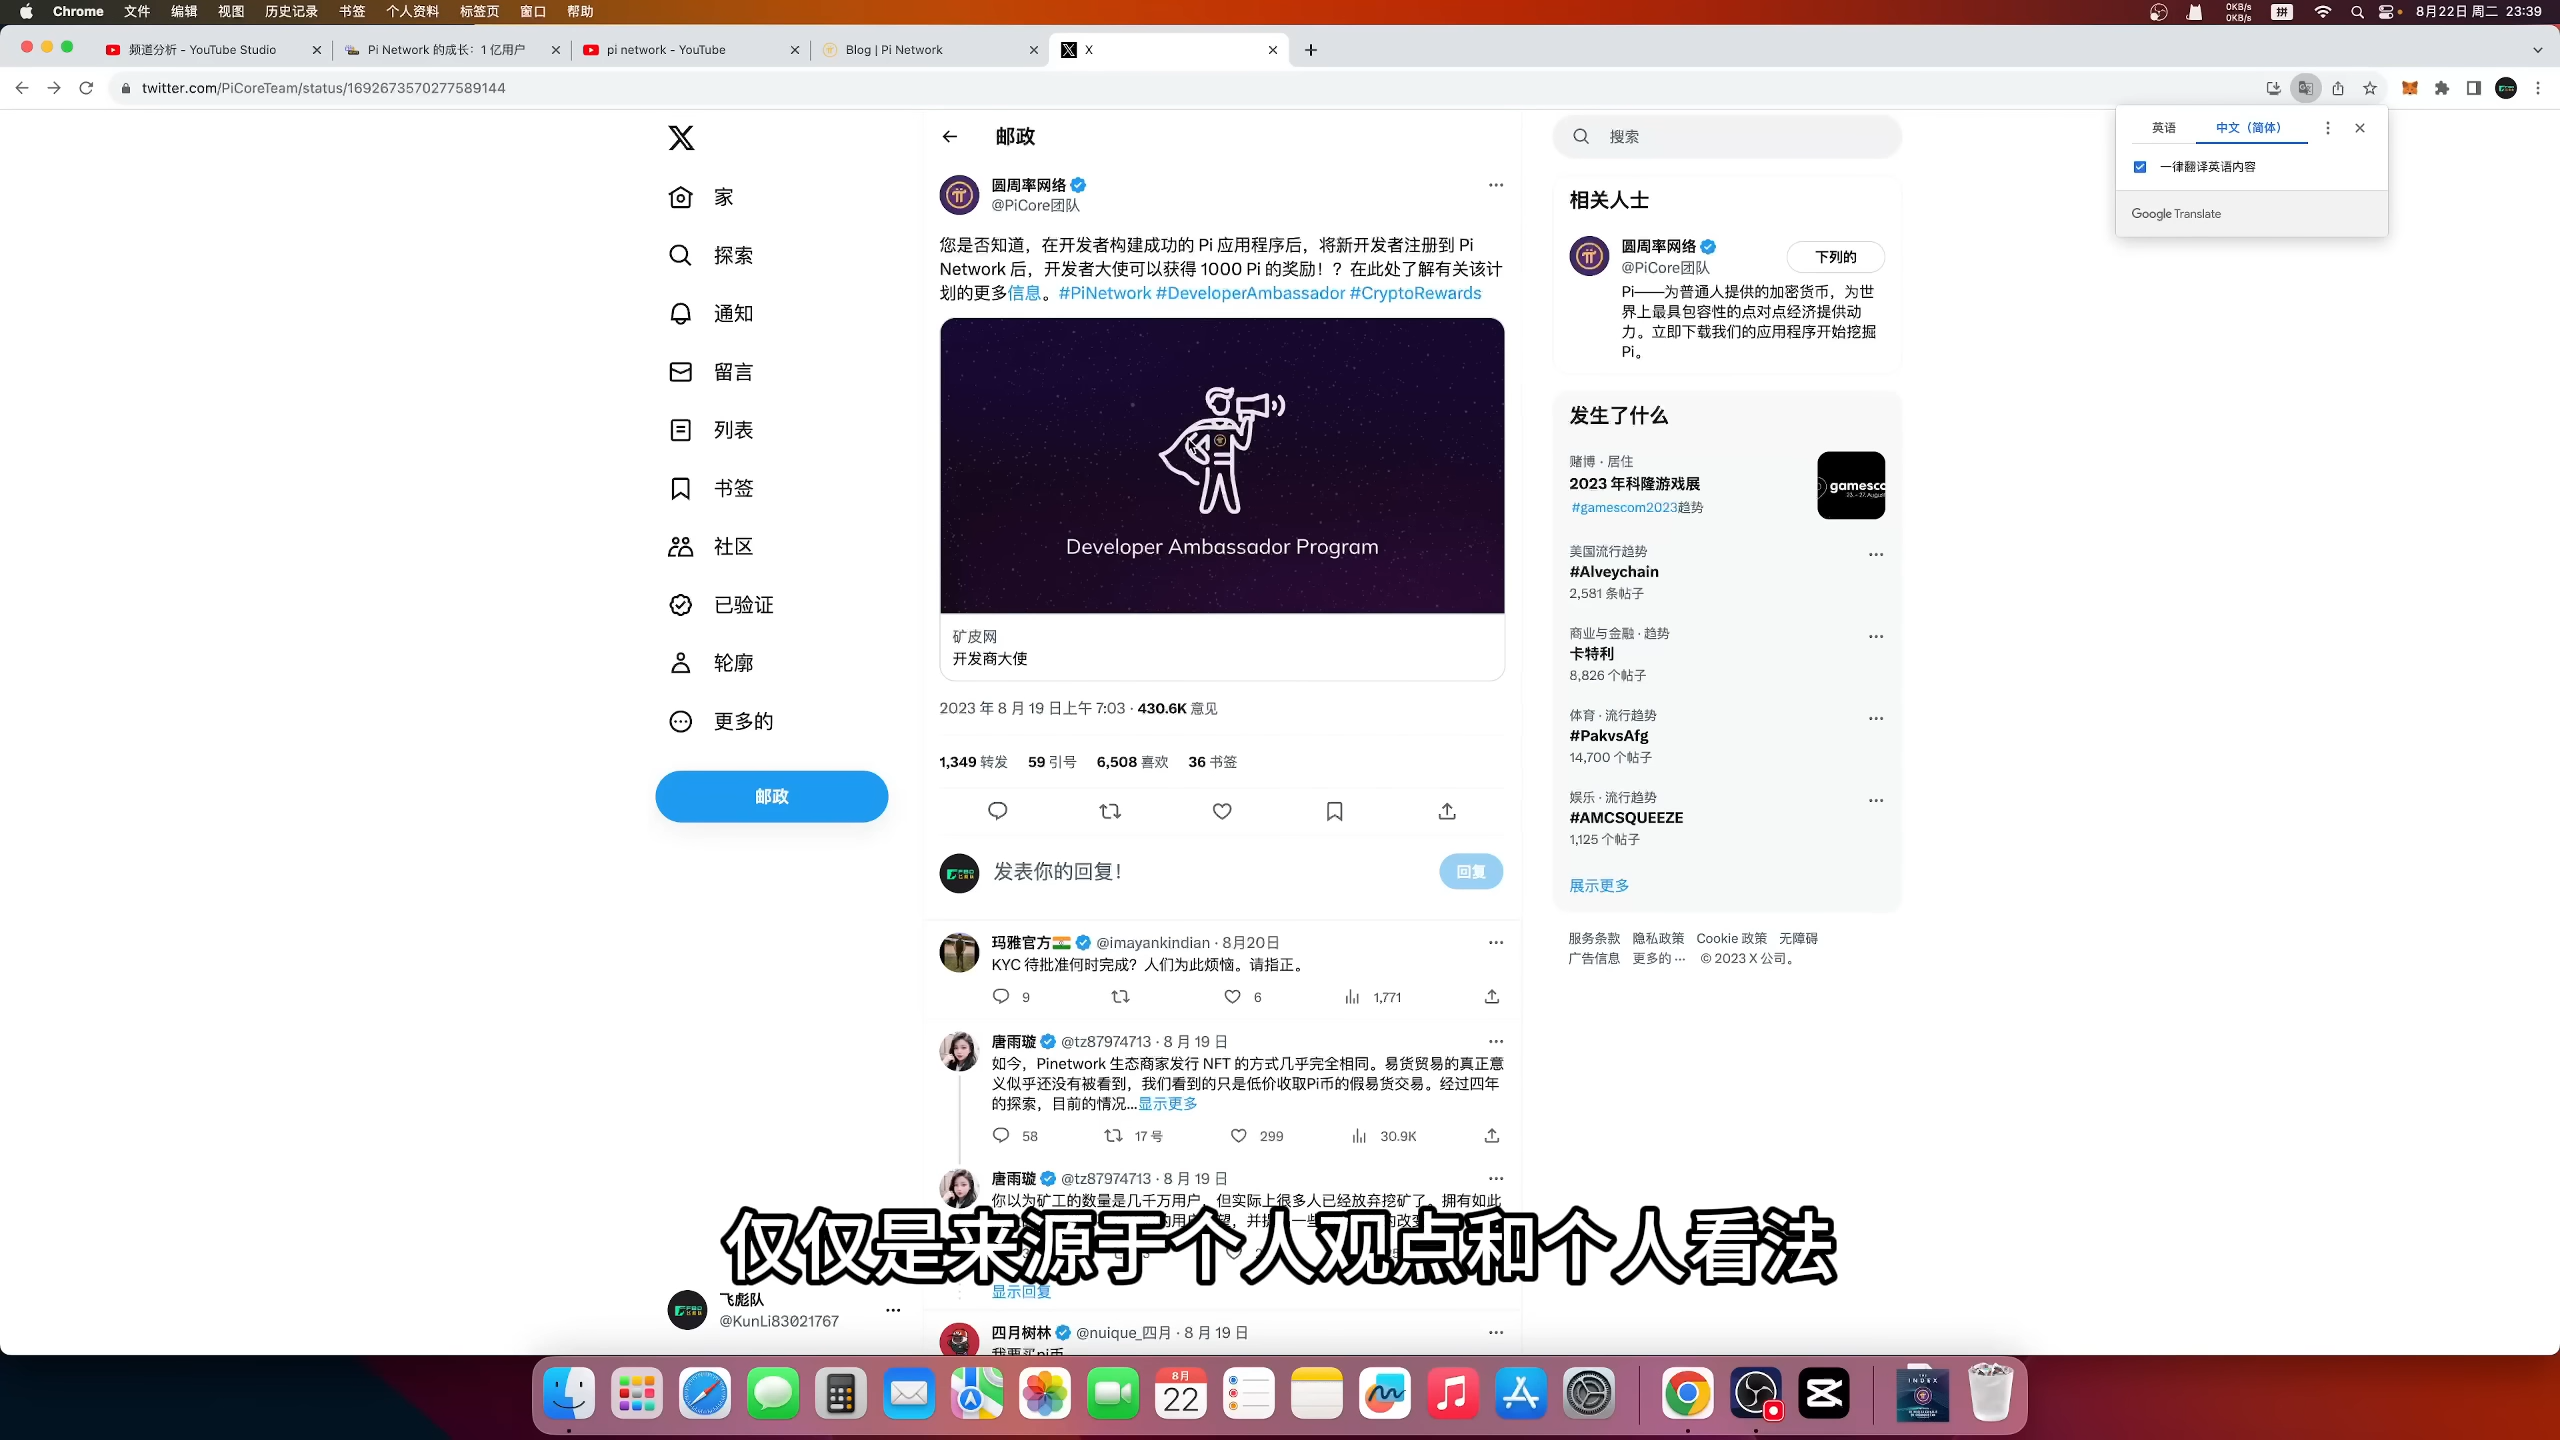 Chrome 文件 编辑 视图 历史记录 书签 个人资料 标签页 窗口 帮助
0KB/s
0KB/s
拼
8月22日 周二 23:39
频道分析 - YouTube Studio
Pi Network 的成长：1 亿用户
pi network - YouTube
Blog | Pi Network
X
twitter.com/PiCoreTeam/status/1692673570277589144
英语 中文（简体）
一律翻译英语内容
Google Translate
家
探索
通知
留言
列表
书签
社区
已验证
轮廓
更多的
邮政
飞彪队
@KunLi83021767
邮政
圆周率网络
@PiCore团队
您是否知道，在开发者构建成功的 Pi 应用程序后，将新开发者注册到 Pi
Network 后，开发者大使可以获得 1000 Pi 的奖励！？在此处了解有关该计
划的更多信息。#PiNetwork #DeveloperAmbassador #CryptoRewards
Developer Ambassador Program
矿皮网
开发商大使
2023 年 8 月 19 日上午 7:03 · 430.6K 意见
1,349 转发 59 引号 6,508 喜欢 36 书签
发表你的回复！
回复
玛雅官方 @imayankindian · 8月20日
KYC 待批准何时完成？人们为此烦恼。请指正。
9 6 1,771
唐雨璇 @tz87974713 · 8 月 19 日
如今，Pinetwork 生态商家发行 NFT 的方式几乎完全相同。易货贸易的真正意
义似乎还没有被看到，我们看到的只是低价收取Pi币的假易货交易。经过四年
的探索，目前的情况...显示更多
58 17 号 299 30.9K
唐雨璇 @tz87974713 · 8 月 19 日
你以为矿工的数量是几千万用户，但实际上很多人已经放弃挖矿了。拥有如此
仅仅是来源于个人观点和个人看法
显示回复
四月树林 @nuique_四月 · 8 月 19 日
我要买pi币
搜索
相关人士
圆周率网络
@PiCore团队
下列的
Pi——为普通人提供的加密货币，为世
界上最具包容性的点对点经济提供动
力。立即下载我们的应用程序开始挖掘
Pi。
发生了什么
赌博 · 居住
2023 年科隆游戏展
#gamescom2023趋势
gamesco
美国流行趋势
#Alveychain
2,581 条帖子
商业与金融 · 趋势
卡特利
8,826 个帖子
体育 · 流行趋势
#PakvsAfg
14,700 个帖子
娱乐 · 流行趋势
#AMCSQUEEZE
1,125 个帖子
展示更多
服务条款 隐私政策 Cookie 政策 无障碍
广告信息 更多的 ··· © 2023 X 公司。
8月
22
INDEX